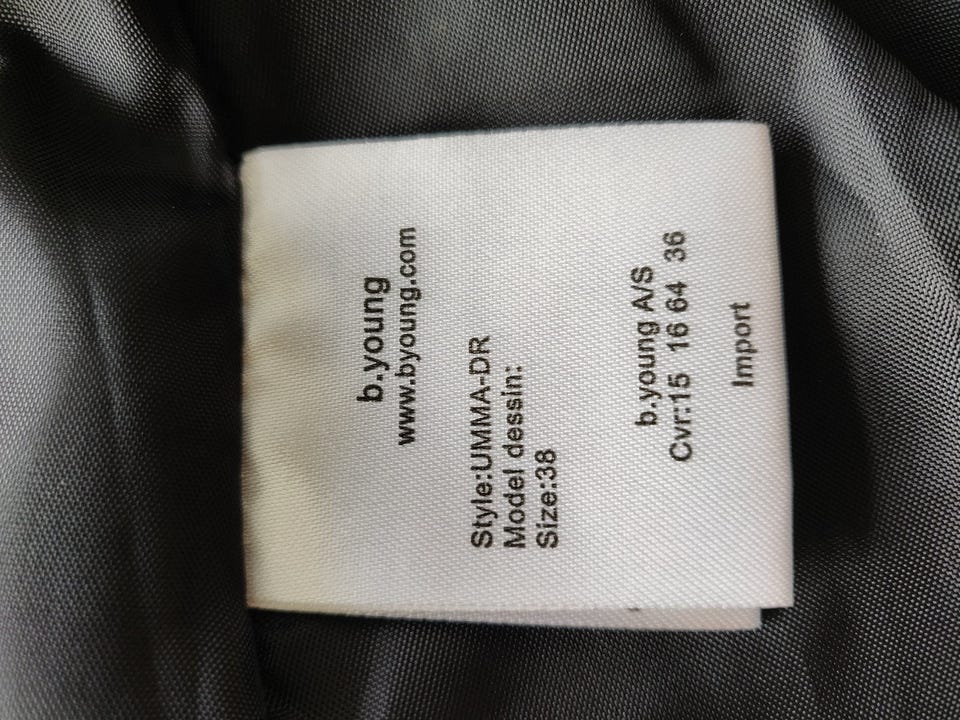 b.young
www.byoung.com
Style:UMMA-DR
Model dessin:
Size:38
b.young A/S
Cvr:15 16 64 36
Import